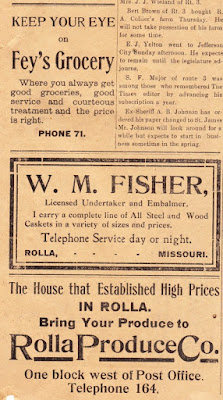 KEEP YOUR EYE
on
Fey's Grocery
Where you always get
good groceries, good
service and courteous
treatment and the price
is right.
PHONE 71.
Mrs. J. J. Wieland of Rt. 2.
Bert Brown of Rt. 3 bought R.
A. Collier's farm Thursday.
will not take possession of his farm
for some time.
E. J. Yelton went to Jefferson
City Sunday afternoon. He expects
to remain until the legislature ad-
journs.
S. F. Major of route 3 was
among those who remembered The
Times editor by advancing his
subscription a year.
Ex-Sheriff A. S. Johnson has or-
dered his paper changed to St. James
Mr. Johnson will look around for a
while but expects to start in busi-
ness sometime in the spring.
W. M. FISHER,
Licensed Undertaker and Embalmer.
I carry a complete line of All Steel and Wood
Caskets in a variety of sizes and prices.
Telephone Service day or night.
ROLLA, - - - - MISSOURI.
The House that Established High Prices
IN ROLLA.
Bring Your Produce to
Rolla Produce Co.
One block west of Post Office.
Telephone 164.